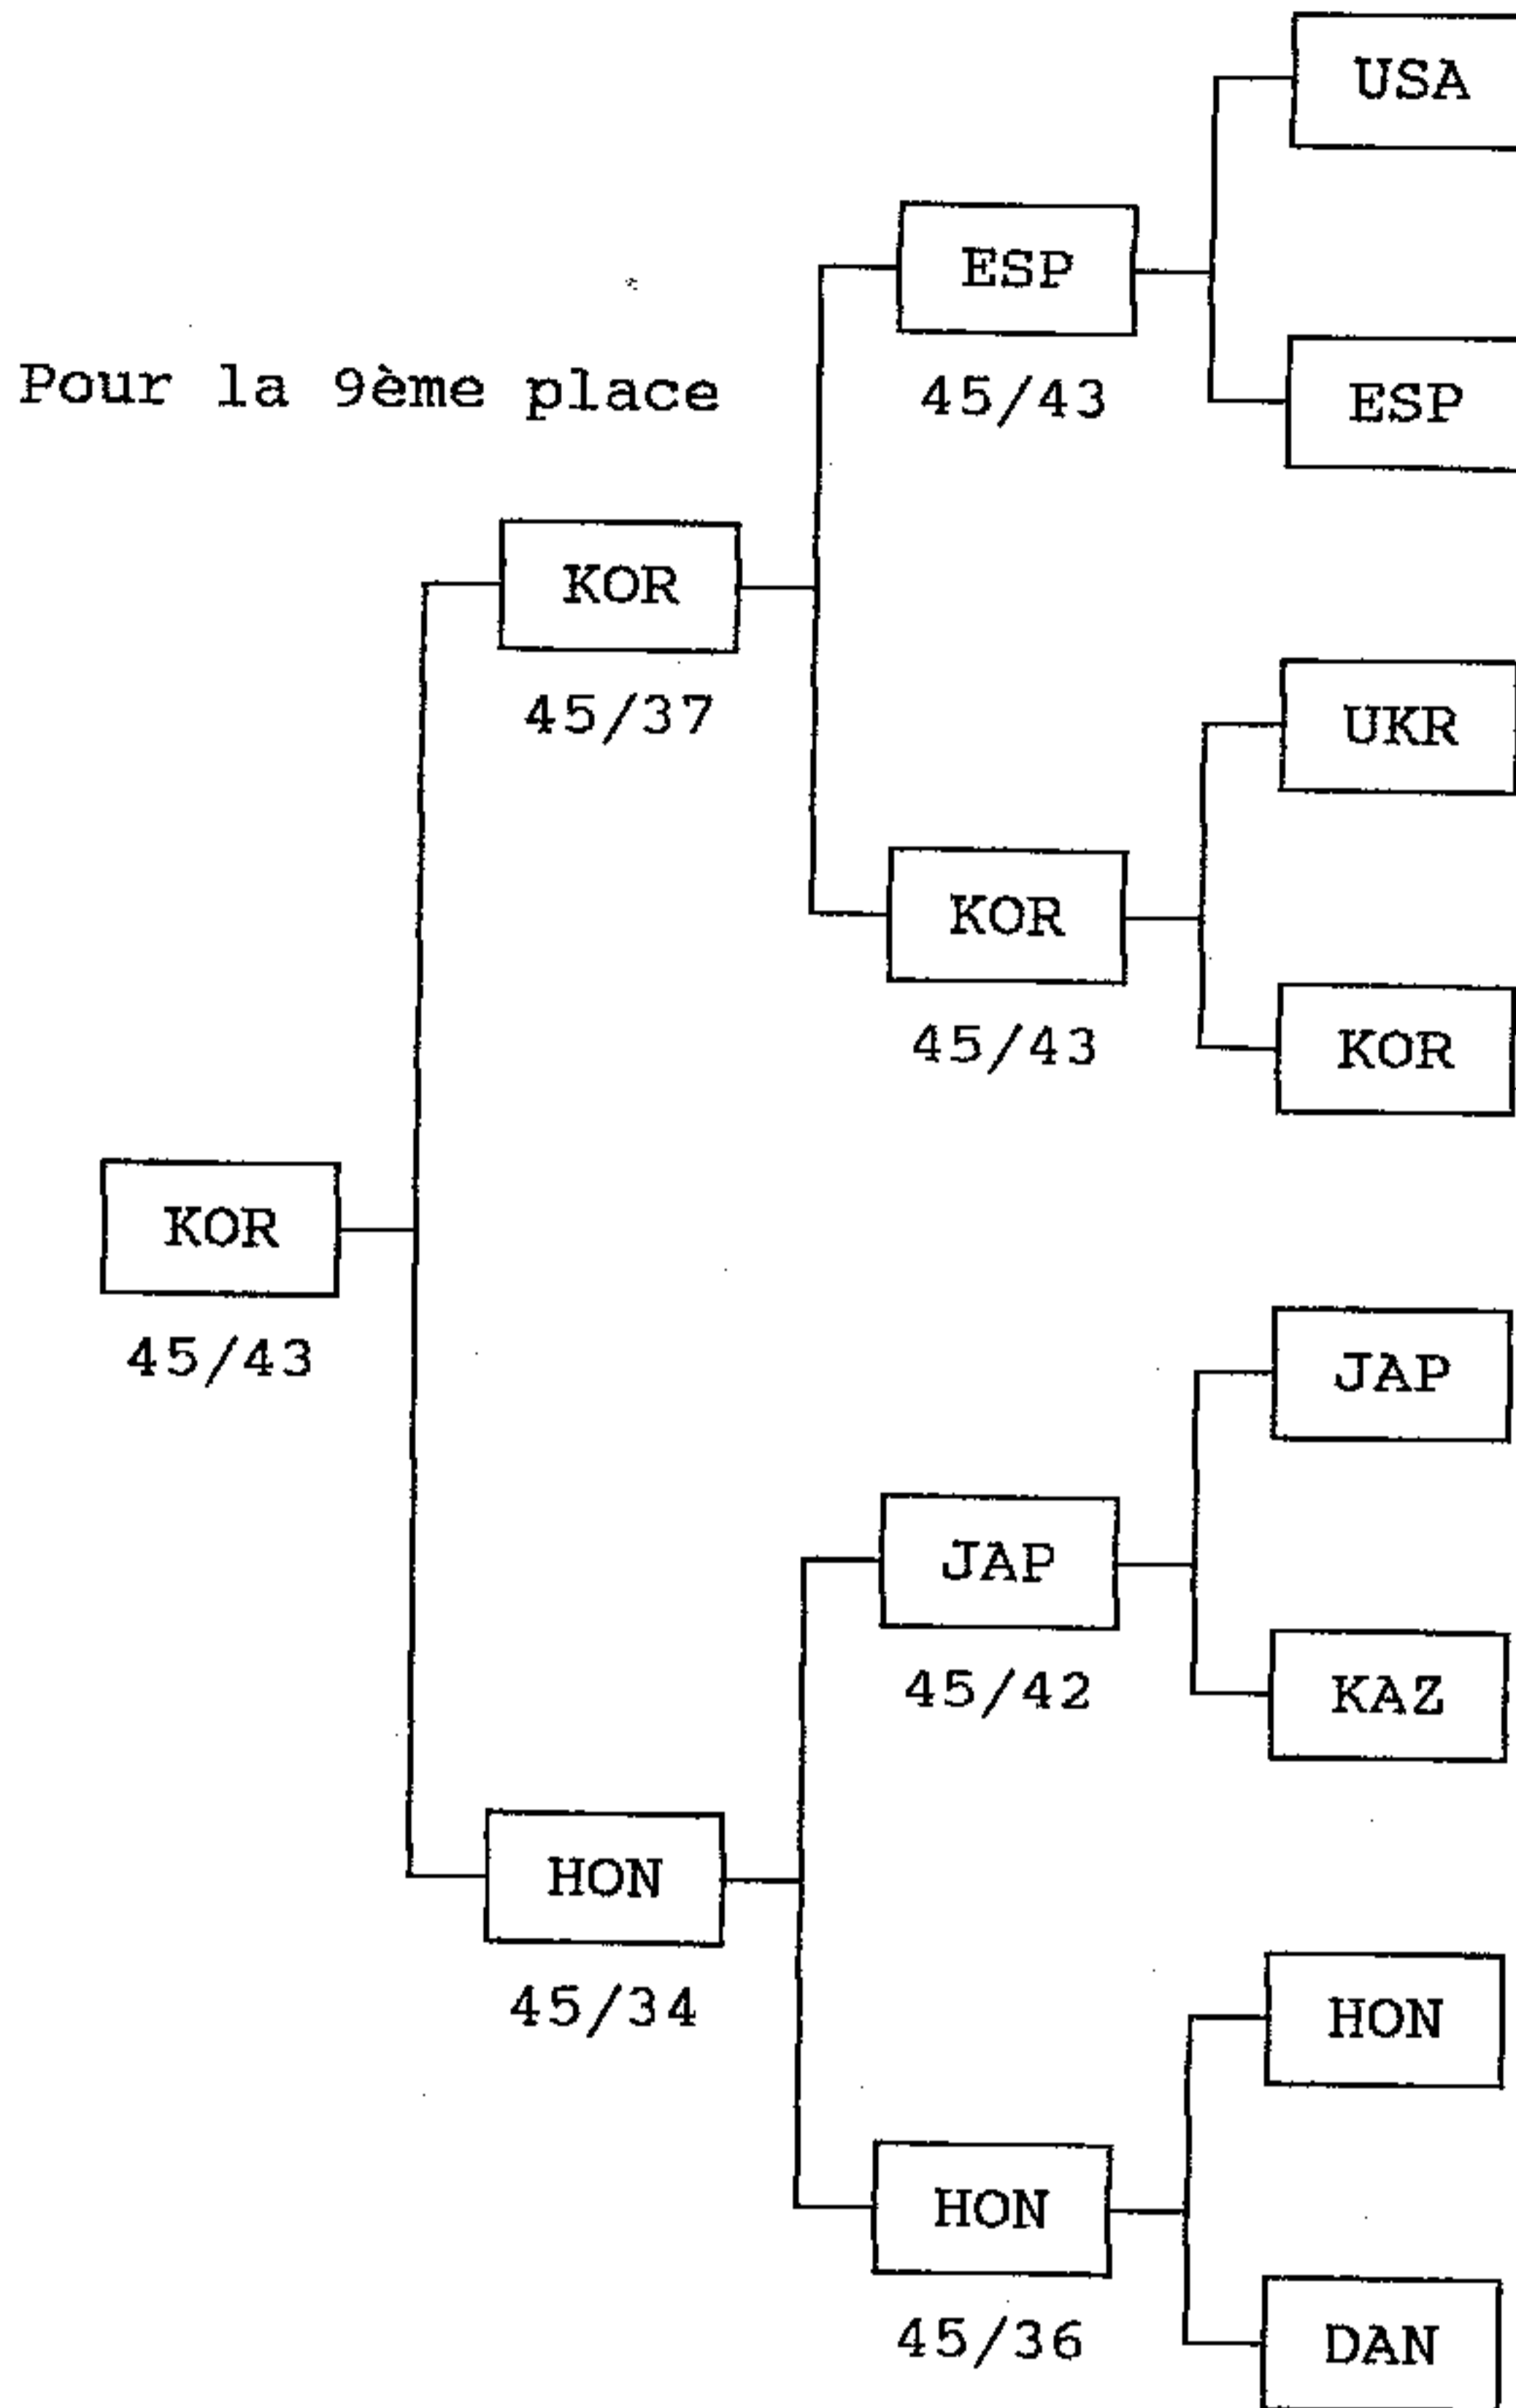 USA
ESP
Pour la 9ème place
45/43
ESP
KOR
45/37
UKR
KOR
45/43
KOR
KOR
45/43
JAP
JAP
45/42
KAZ
HON
45/34
HON
HON
45/36
DAN